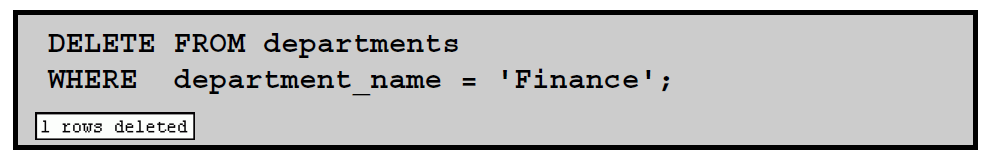 DELETE FROM departments
WHERE  department_name = 'Finance';
1 rows deleted